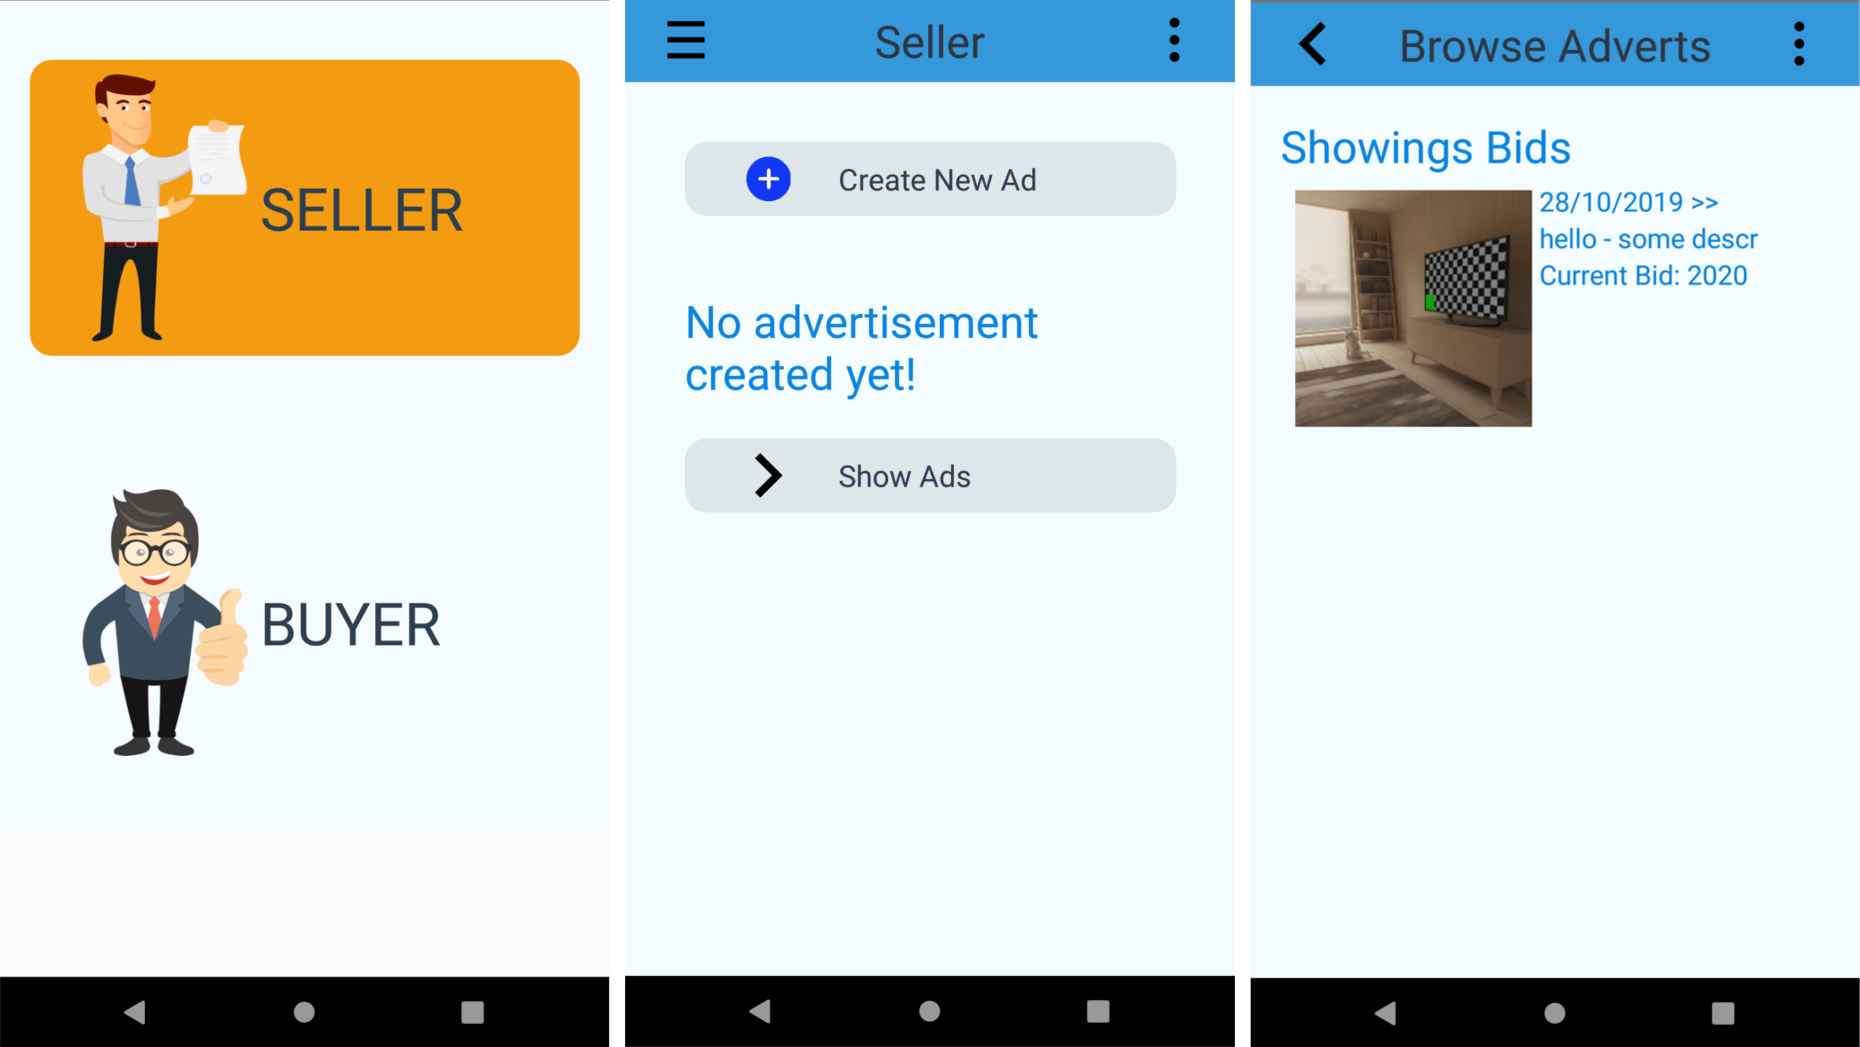 SELLER
BUYER
Seller
Create New Ad
No advertisement
created yet!
Show Ads
Browse Adverts
Showings Bids
28/10/2019 >>
hello - some descr
Current Bid: 2020